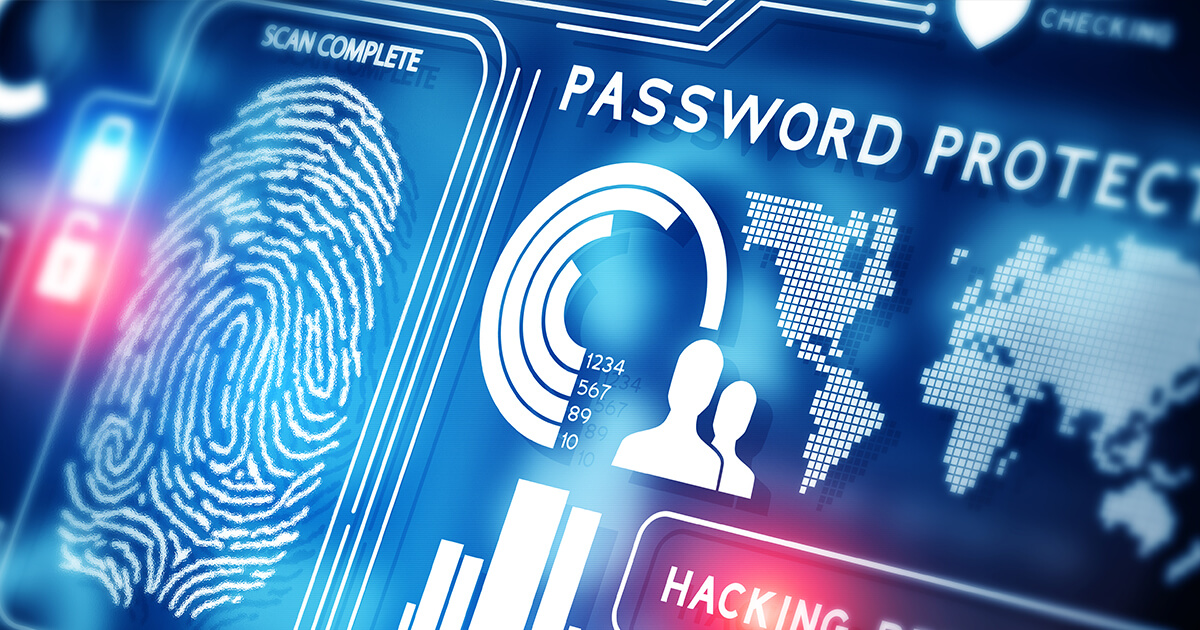 SCAN COMPLETE
CHECKING
PASSWORD PROTECT
1234
567
89
10
HACKING